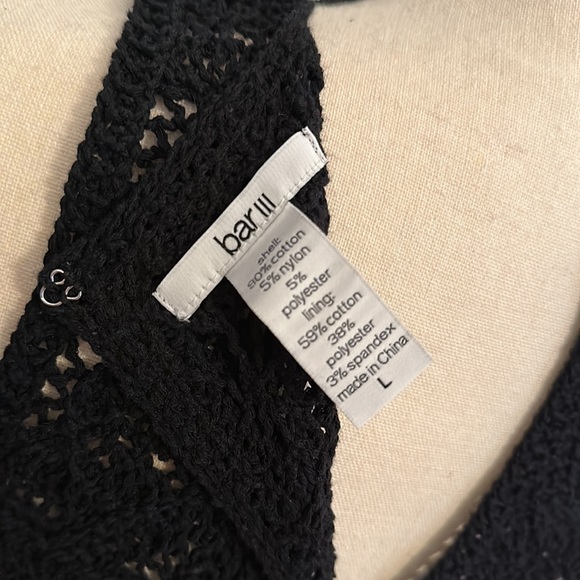 bar III
shell:
90% cotton
5% nylon
5%
polyester
lining:
59% cotton
38%
polyester
3% spandex
made in China
L